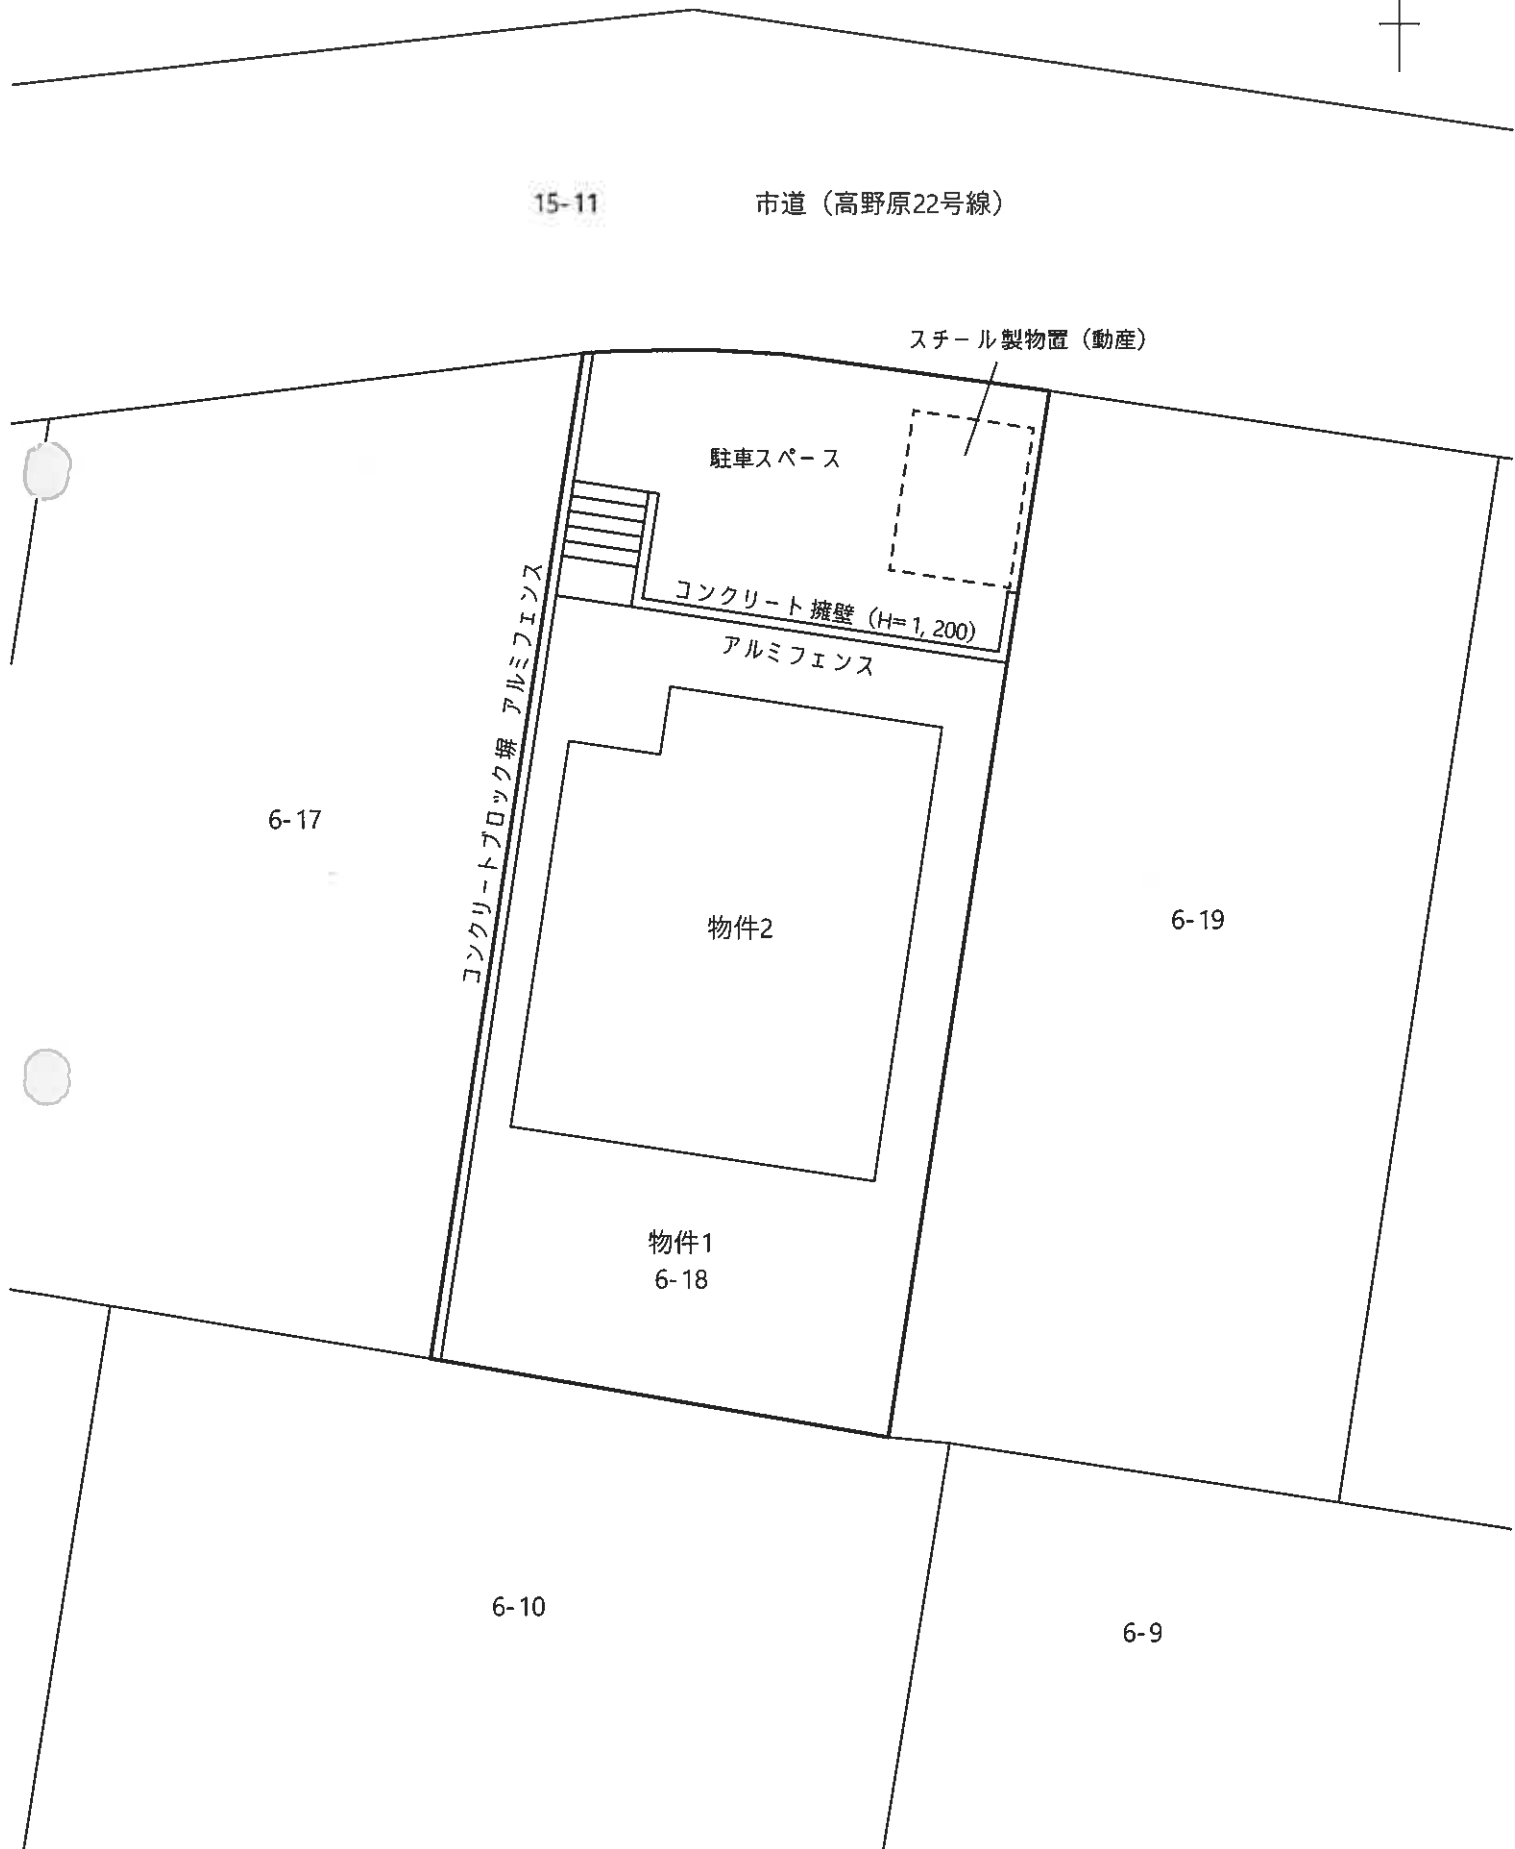 15-11 市道（高野原22号線）
スチール製物置（動産）
駐車スペース
コンクリート擁壁（H=1,200）
アルミフェンス
コンクリートブロック塀 アルミフェンス
6-17
物件2
6-19
物件1
6-18
6-10
6-9